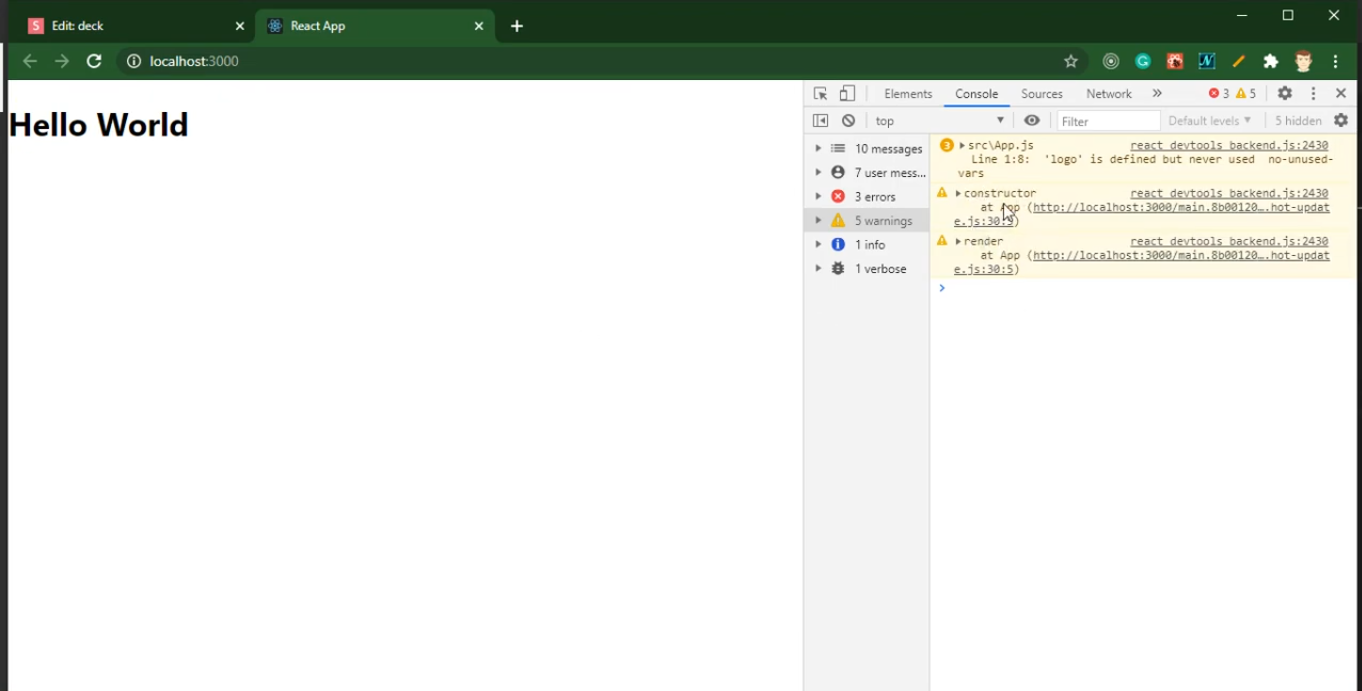 S Edit: deck
React App
localhost:3000
Hello World
Elements Console Sources Network » 3 5
top Filter Default levels 5 hidden
10 messages
7 user mess...
3 errors
5 warnings
1 info
1 verbose
3 src\App.js react devtools backend.js:2430
Line 1:8: 'logo' is defined but never used no-unused-
vars
constructor react devtools backend.js:2430
at App (http://localhost:3000/main.8b00120….hot-updat
e.js:30:5)
render react devtools backend.js:2430
at App (http://localhost:3000/main.8b00120….hot-updat
e.js:30:5)